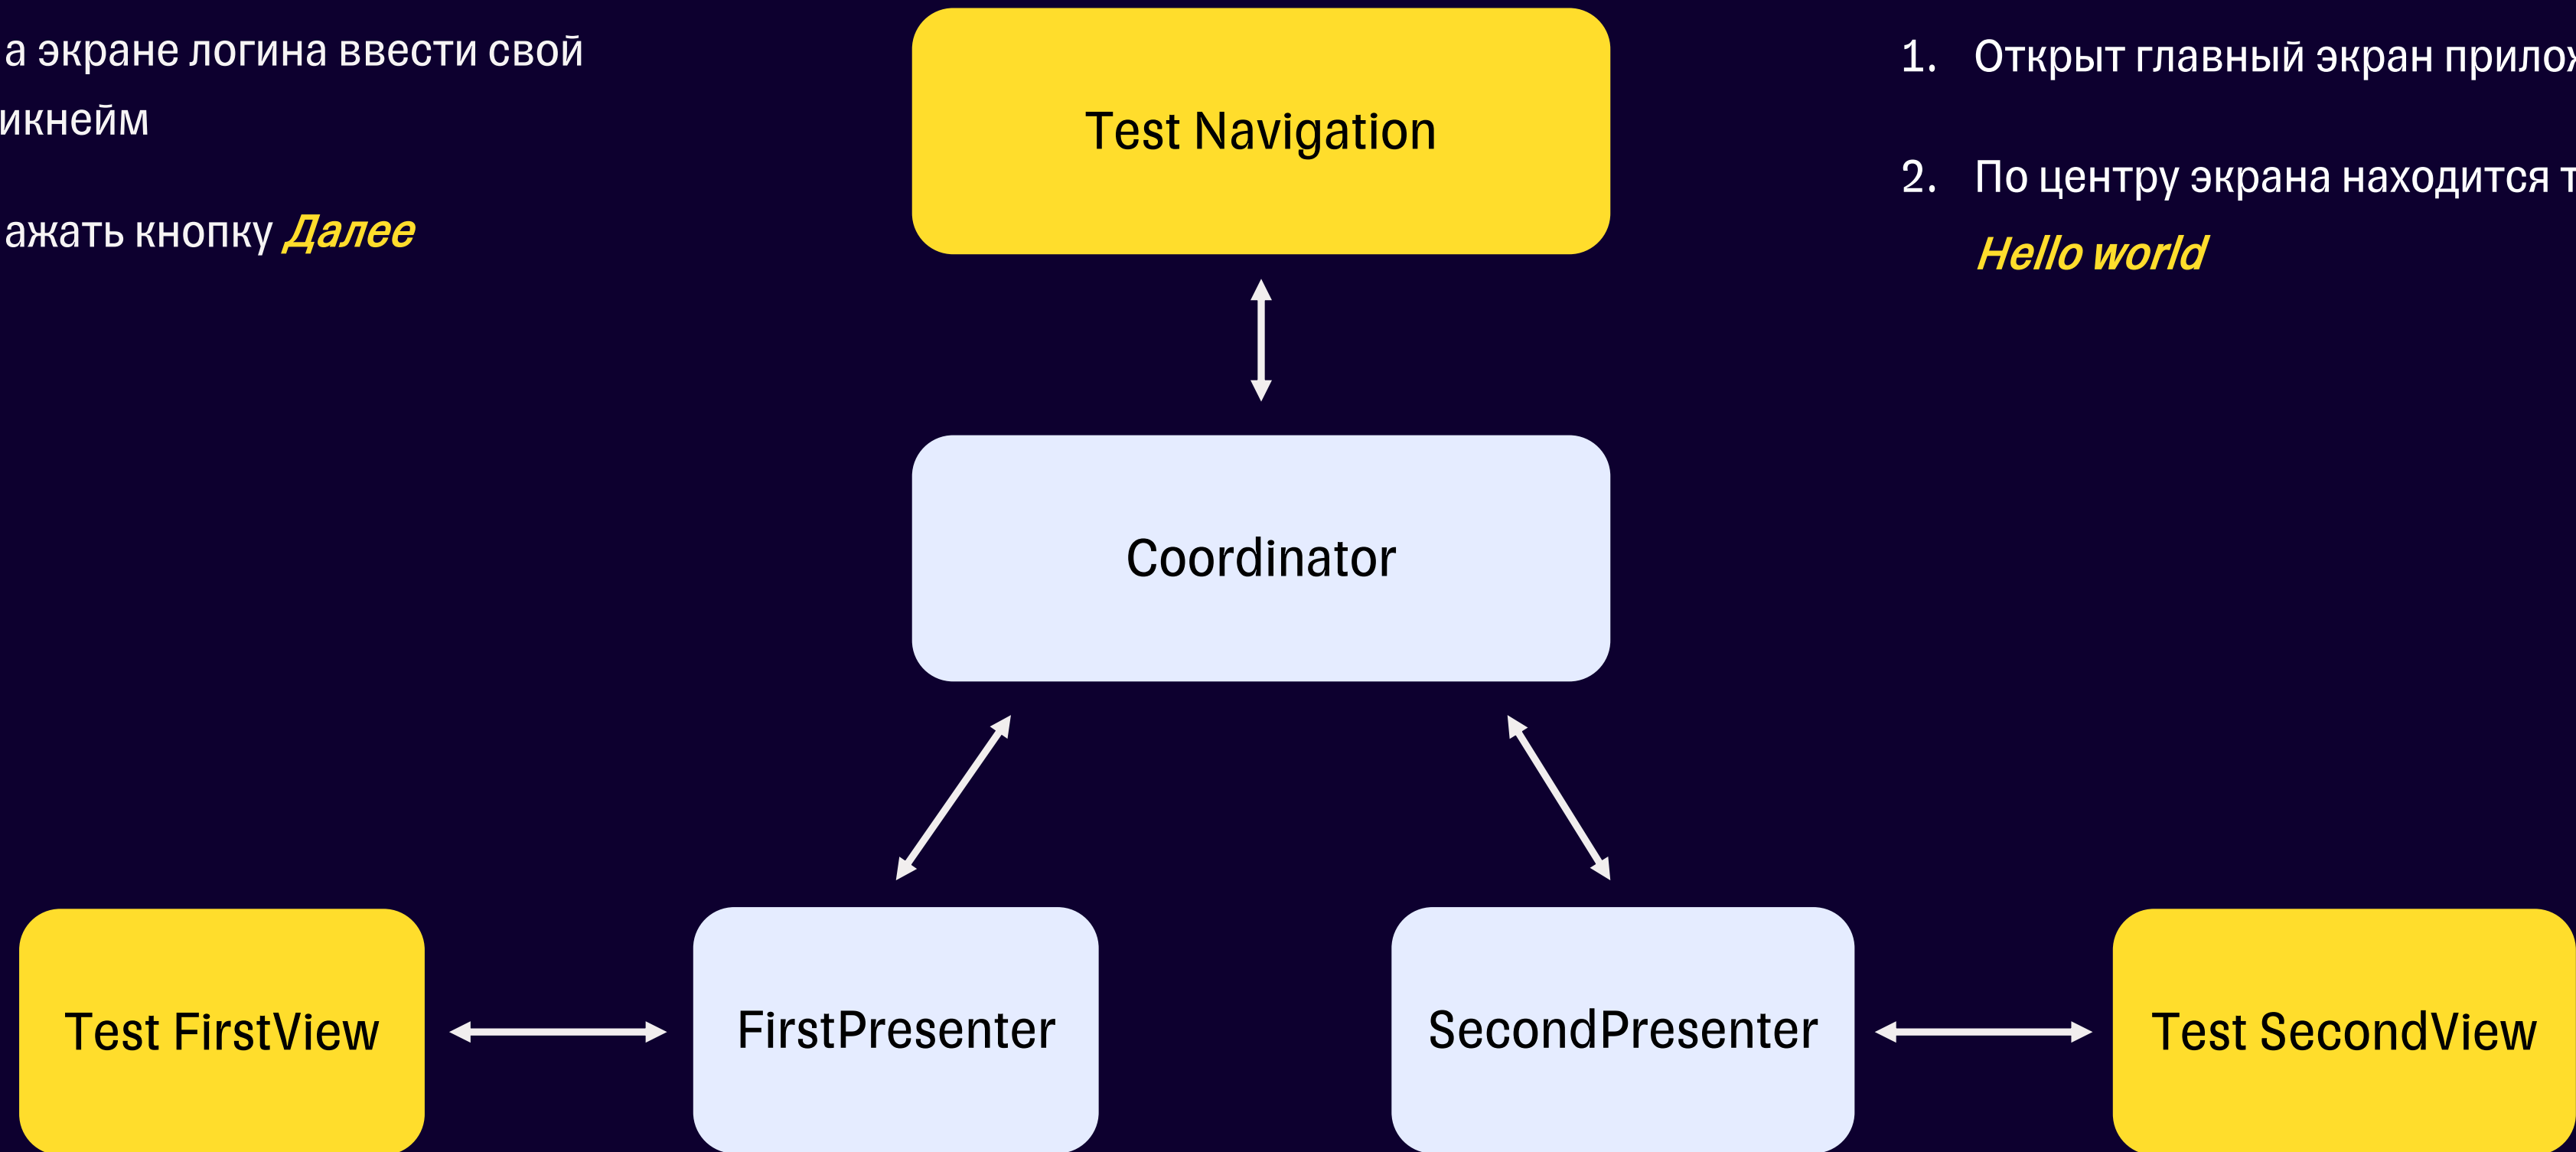 а экране логина ввести свой
икнейм
ажать кнопку Далее
Test Navigation
1. Открыт главный экран прилож
2. По центру экрана находится т
Hello world
Coordinator
Test FirstView
FirstPresenter
SecondPresenter
Test SecondView